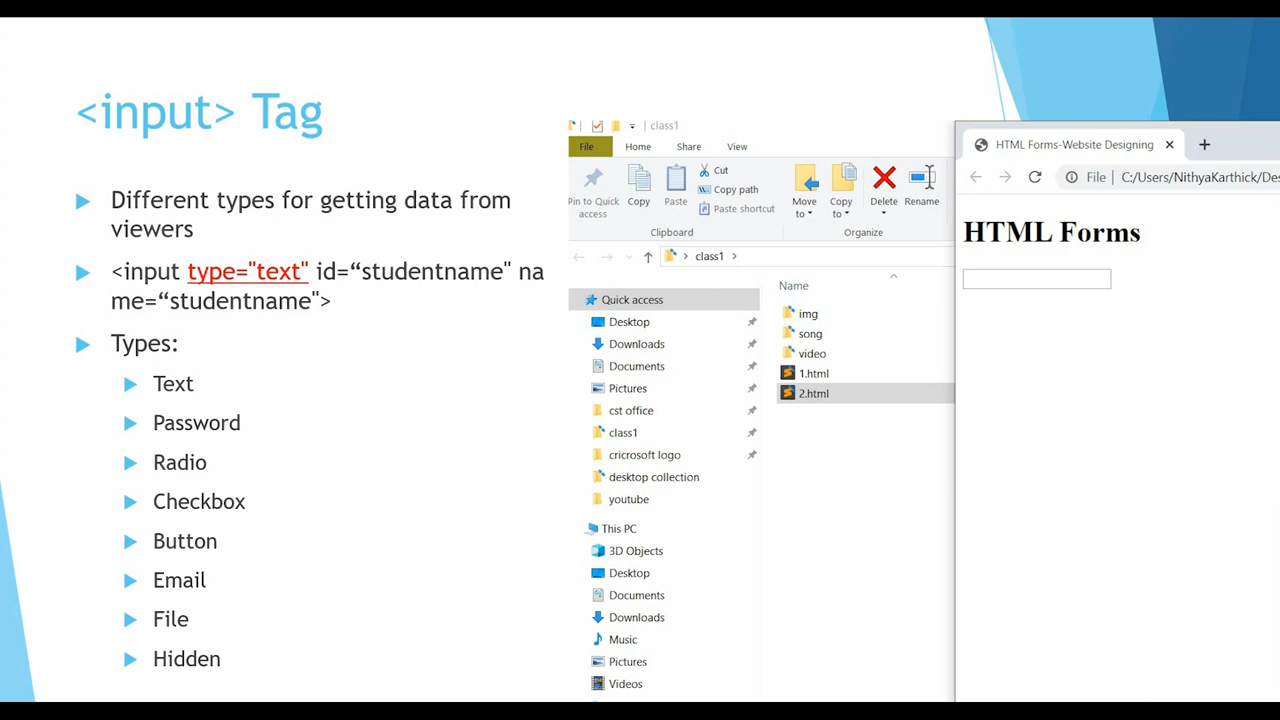 <input> Tag
Different types for getting data from
viewers
<input type="text" id=“studentname" na
me=“studentname">
Types:
Text
Password
Radio
Checkbox
Button
Email
File
Hidden
class1
File Home Share View
Pin to Quick
access
Copy
Paste
Cut
Copy path
Paste shortcut
Move
to
Copy
to
Delete
Rename
Clipboard
Organize
class1
Name
Quick access
Desktop
Downloads
Documents
Pictures
cst office
class1
cricrosoft logo
desktop collection
youtube
This PC
3D Objects
Desktop
Documents
Downloads
Music
Pictures
Videos
img
song
video
1.html
2.html
HTML Forms-Website Designing
File | C:/Users/NithyaKarthick/Des
HTML Forms